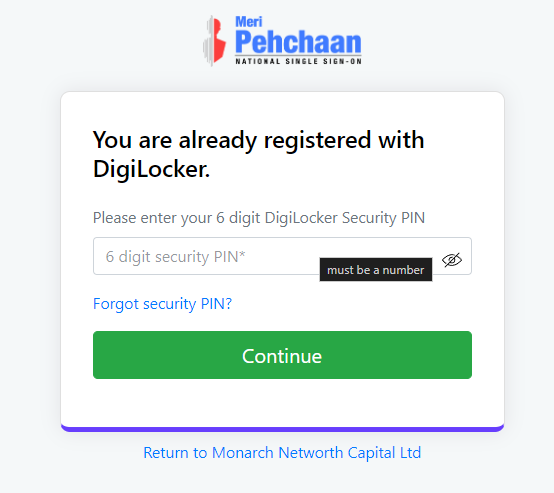 Meri
Pehchaan
NATIONAL SINGLE SIGN-ON
You are already registered with
DigiLocker.
Please enter your 6 digit DigiLocker Security PIN
6 digit security PIN*
must be a number
Forgot security PIN?
Continue
Return to Monarch Networth Capital Ltd